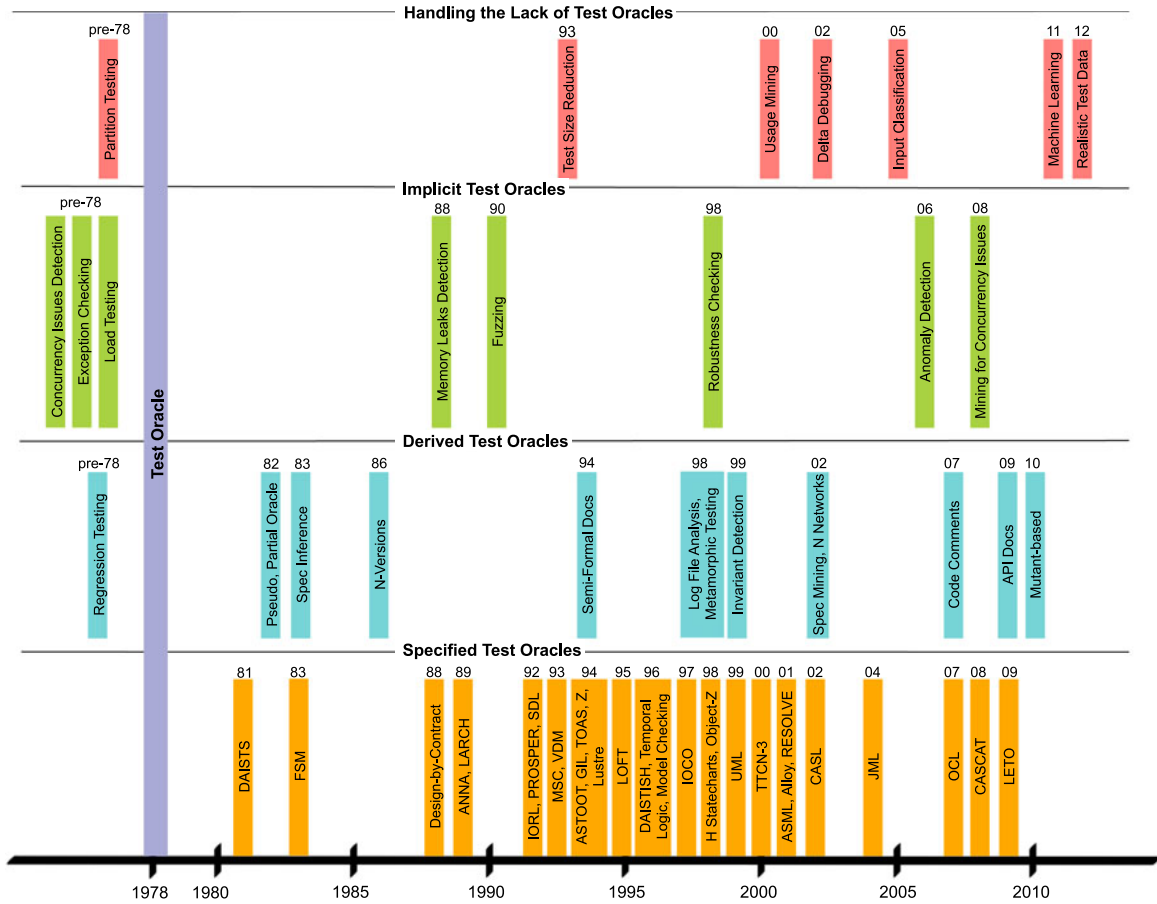 Handling the Lack of Test Oracles
pre-78
93
00
02
05
11
12
Partition Testing
Test Size Reduction
Usage Mining
Delta Debugging
Input Classification
Machine Learning
Realistic Test Data
Implicit Test Oracles
pre-78
88
90
98
06
08
Concurrency Issues Detection
Exception Checking
Load Testing
Memory Leaks Detection
Fuzzing
Robustness Checking
Anomaly Detection
Mining for Concurrency Issues
Test Oracle
Derived Test Oracles
pre-78
82
83
86
94
98
99
02
07
09
10
Regression Testing
Pseudo, Partial Oracle
Spec Inference
N-Versions
Semi-Formal Docs
Log File Analysis,
Metamorphic Testing
Invariant Detection
Spec Mining, N Networks
Code Comments
API Docs
Mutant-based
Specified Test Oracles
81
83
88
89
92
93
94
95
96
97
98
99
00
01
02
04
07
08
09
DAISTS
FSM
Design-by-Contract
ANNA, LARCH
IORL, PROSPER, SDL
MSC, VDM
ASTOOT, GIL, TOAS, Z,
Lustre
LOFT
DAISTISH, Temporal
Logic, Model Checking
IOCO
H Statecharts, Object-Z
UML
TTCN-3
ASML, Alloy, RESOLVE
CASL
JML
OCL
CASCAT
LETO
1978
1980
1985
1990
1995
2000
2005
2010